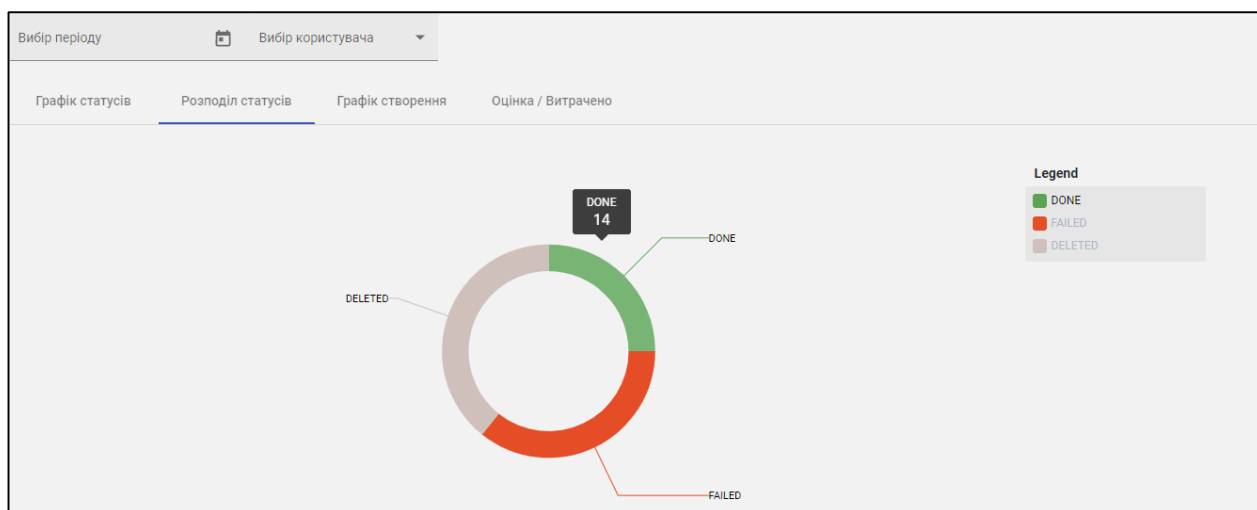 Вибір періоду Вибір користувача
Графік статусів Розподіл статусів Графік створення Оцінка / Витрачено
Legend
DONE
FAILED
DELETED
DONE
14
DONE
DELETED
FAILED